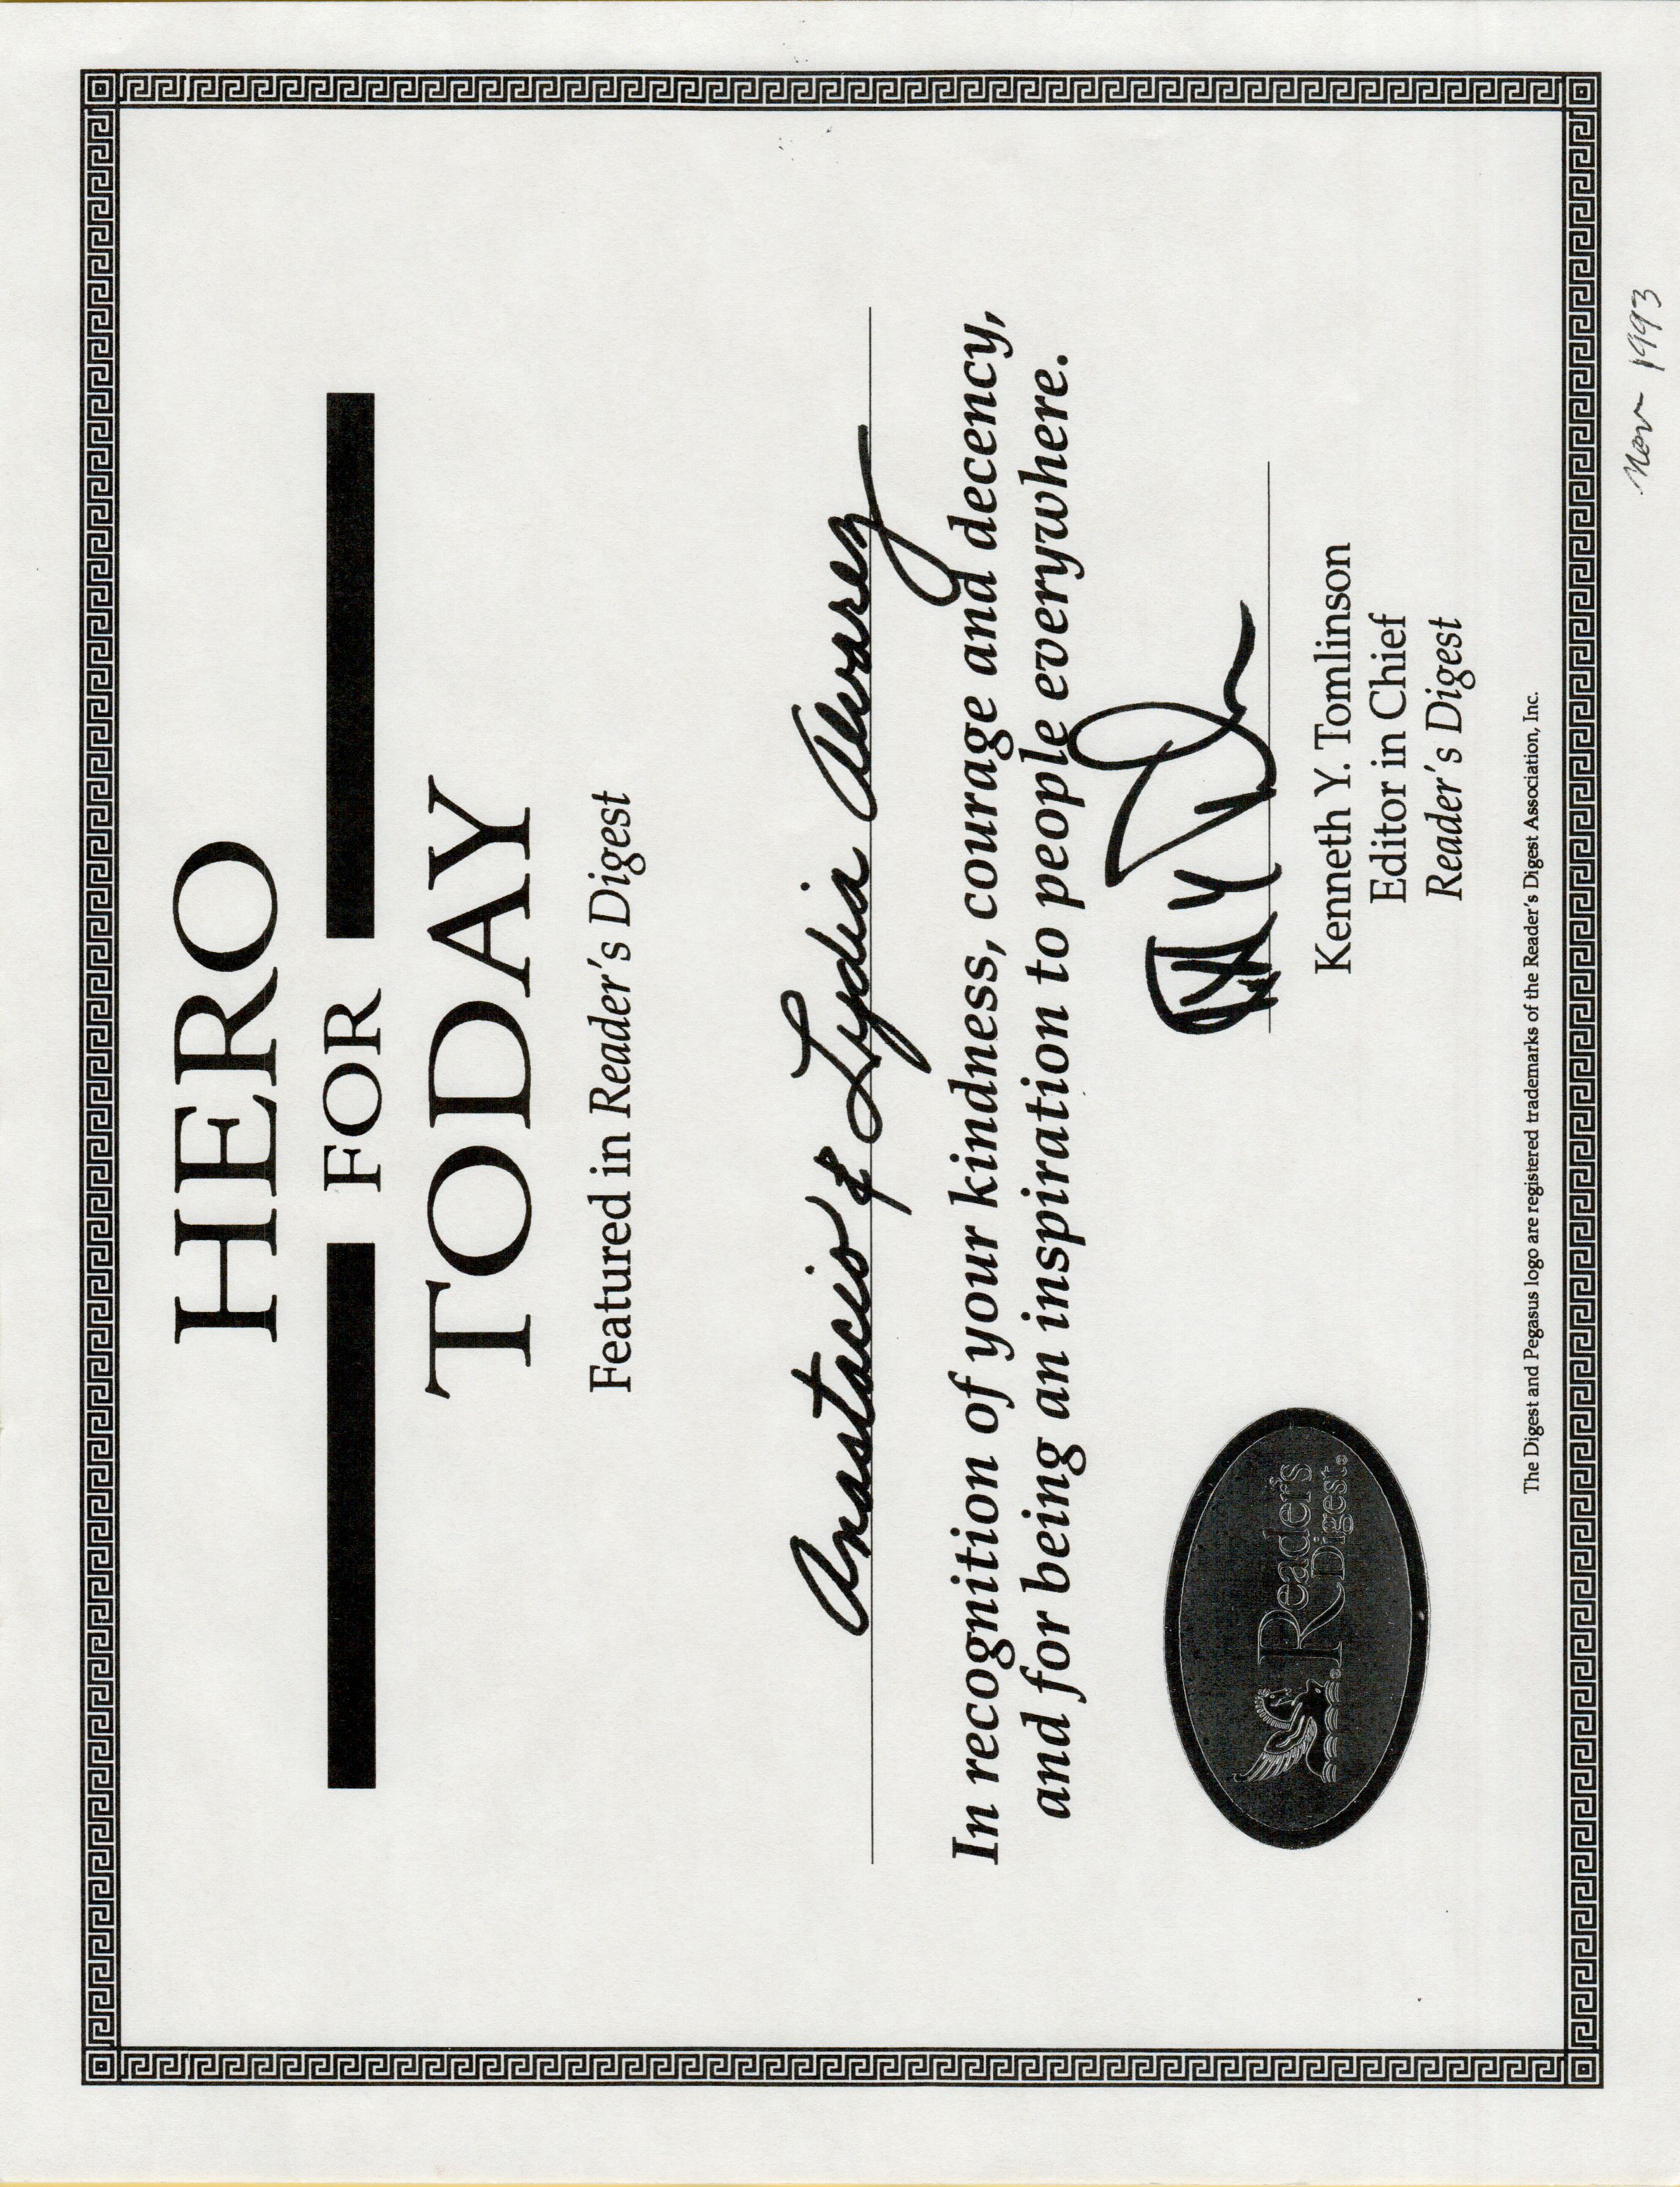 HERO
FOR
TODAY
Featured in Reader's Digest
Anastacio & Lydia Alvarez
In recognition of your kindness, courage and decency,
and for being an inspiration to people everywhere.
Reader's
Digest®
Kenneth Y. Tomlinson
Editor in Chief
Reader's Digest
The Digest and Pegasus logo are registered trademarks of the Reader's Digest Association, Inc.
Nov 1993